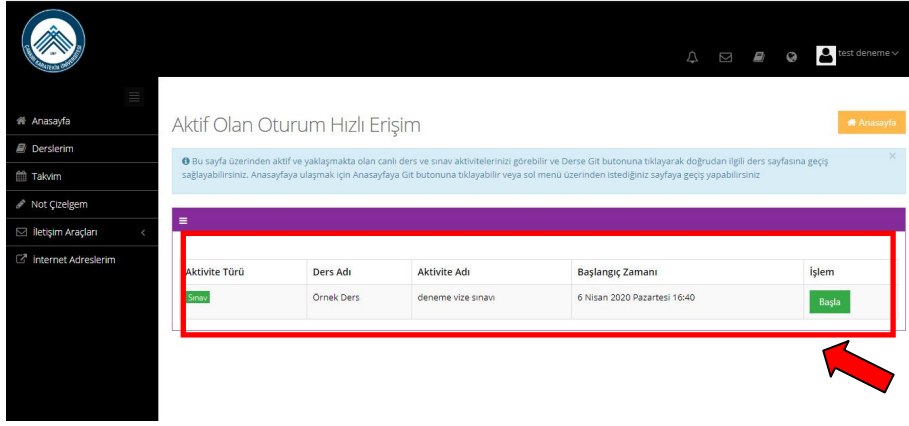 test deneme
Anasayfa
Derslerim
Takvim
Not Çizelgem
İletişim Araçları
İnternet Adreslerim
Aktif Olan Oturum Hızlı Erişim
Anasayfa
Bu sayfa üzerinden aktif ve yaklaşmakta olan canlı ders ve sınav aktivitelerinizi görebilir ve Derse Git butonuna tıklayarak doğrudan ilgili ders sayfasına geçiş
sağlayabilirsiniz. Anasayfaya ulaşmak için Anasayfaya Git butonuna tıklayabilir veya sol menü üzerinden istediğiniz sayfaya geçiş yapabilirsiniz
Aktivite Türü Ders Adı Aktivite Adı Başlangıç Zamanı İşlem
Sınav Örnek Ders deneme vize sınavı 6 Nisan 2020 Pazartesi 16:40 Başla